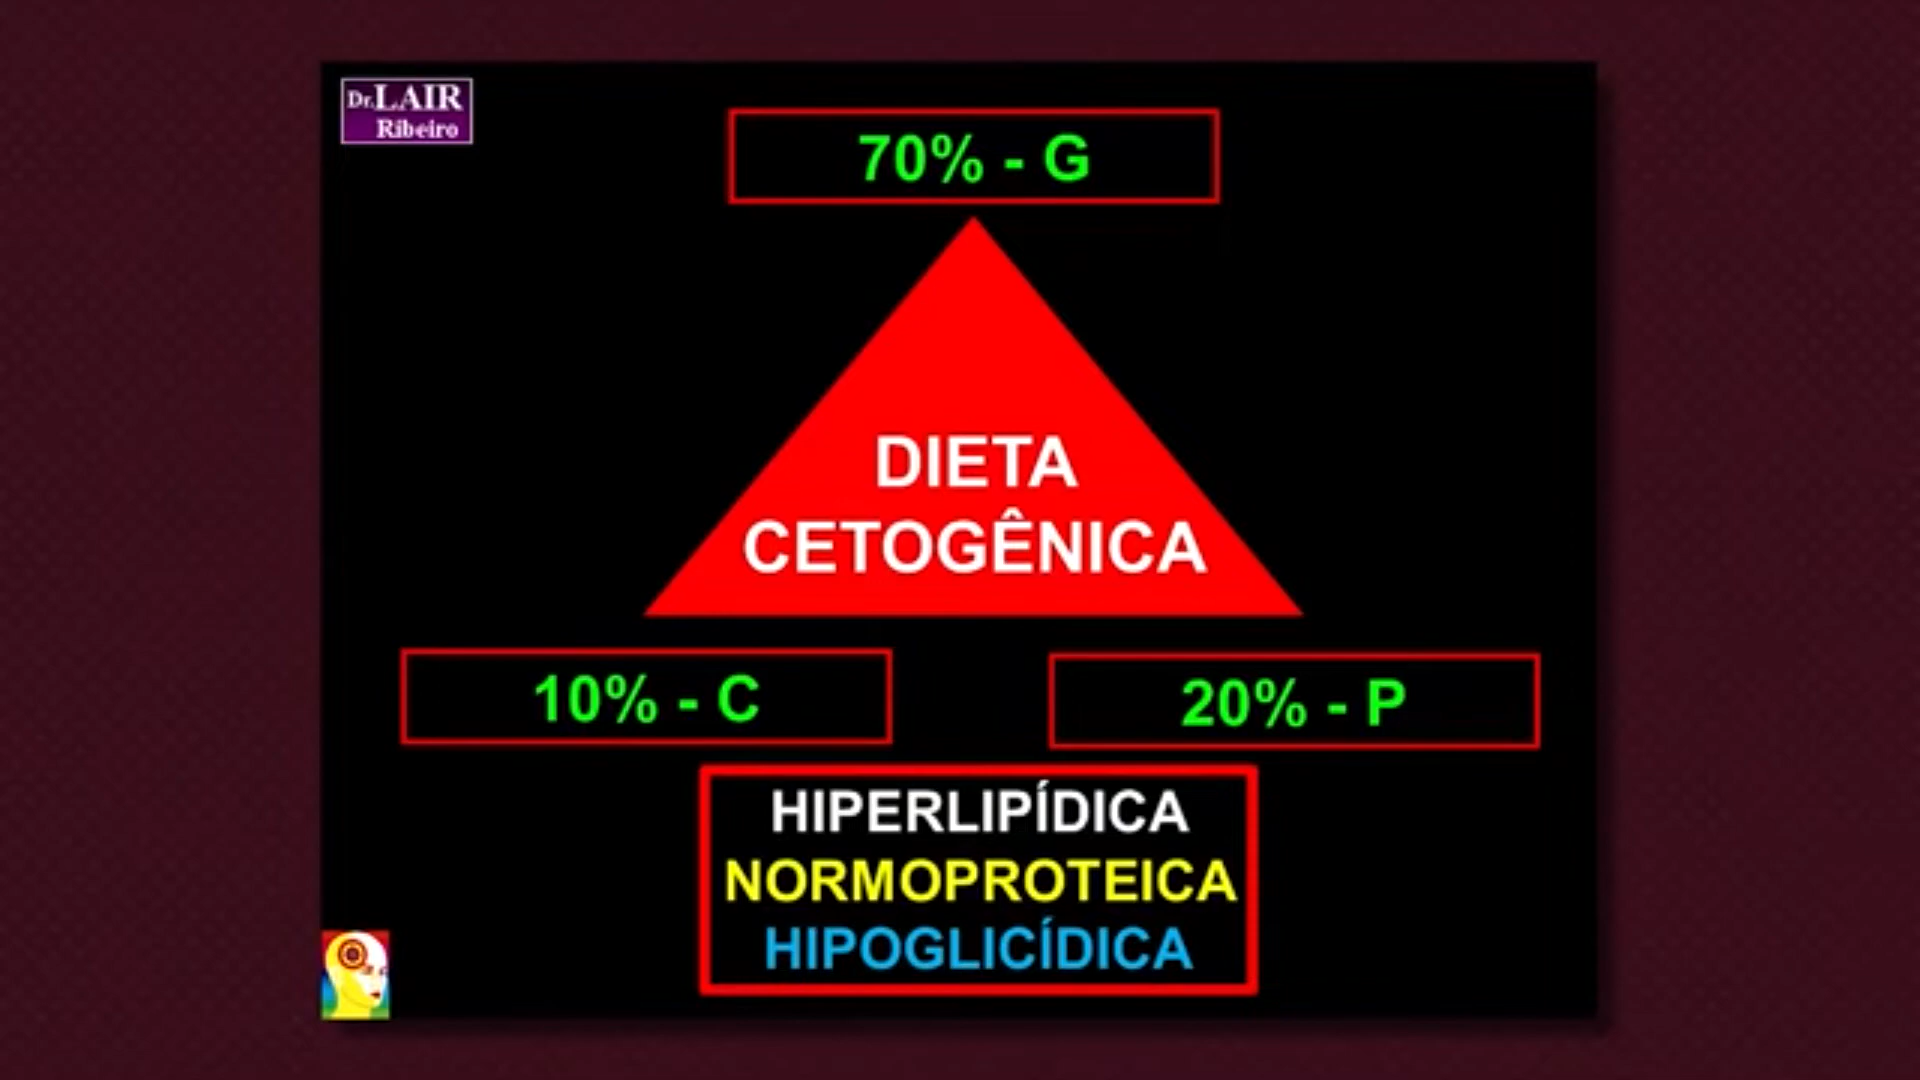 Dr.LAIR
Ribeiro
70% - G
DIETA
CETOGÊNICA
10% - C
20% - P
HIPERLIPÍDICA
NORMOPROTEICA
HIPOGLICÍDICA